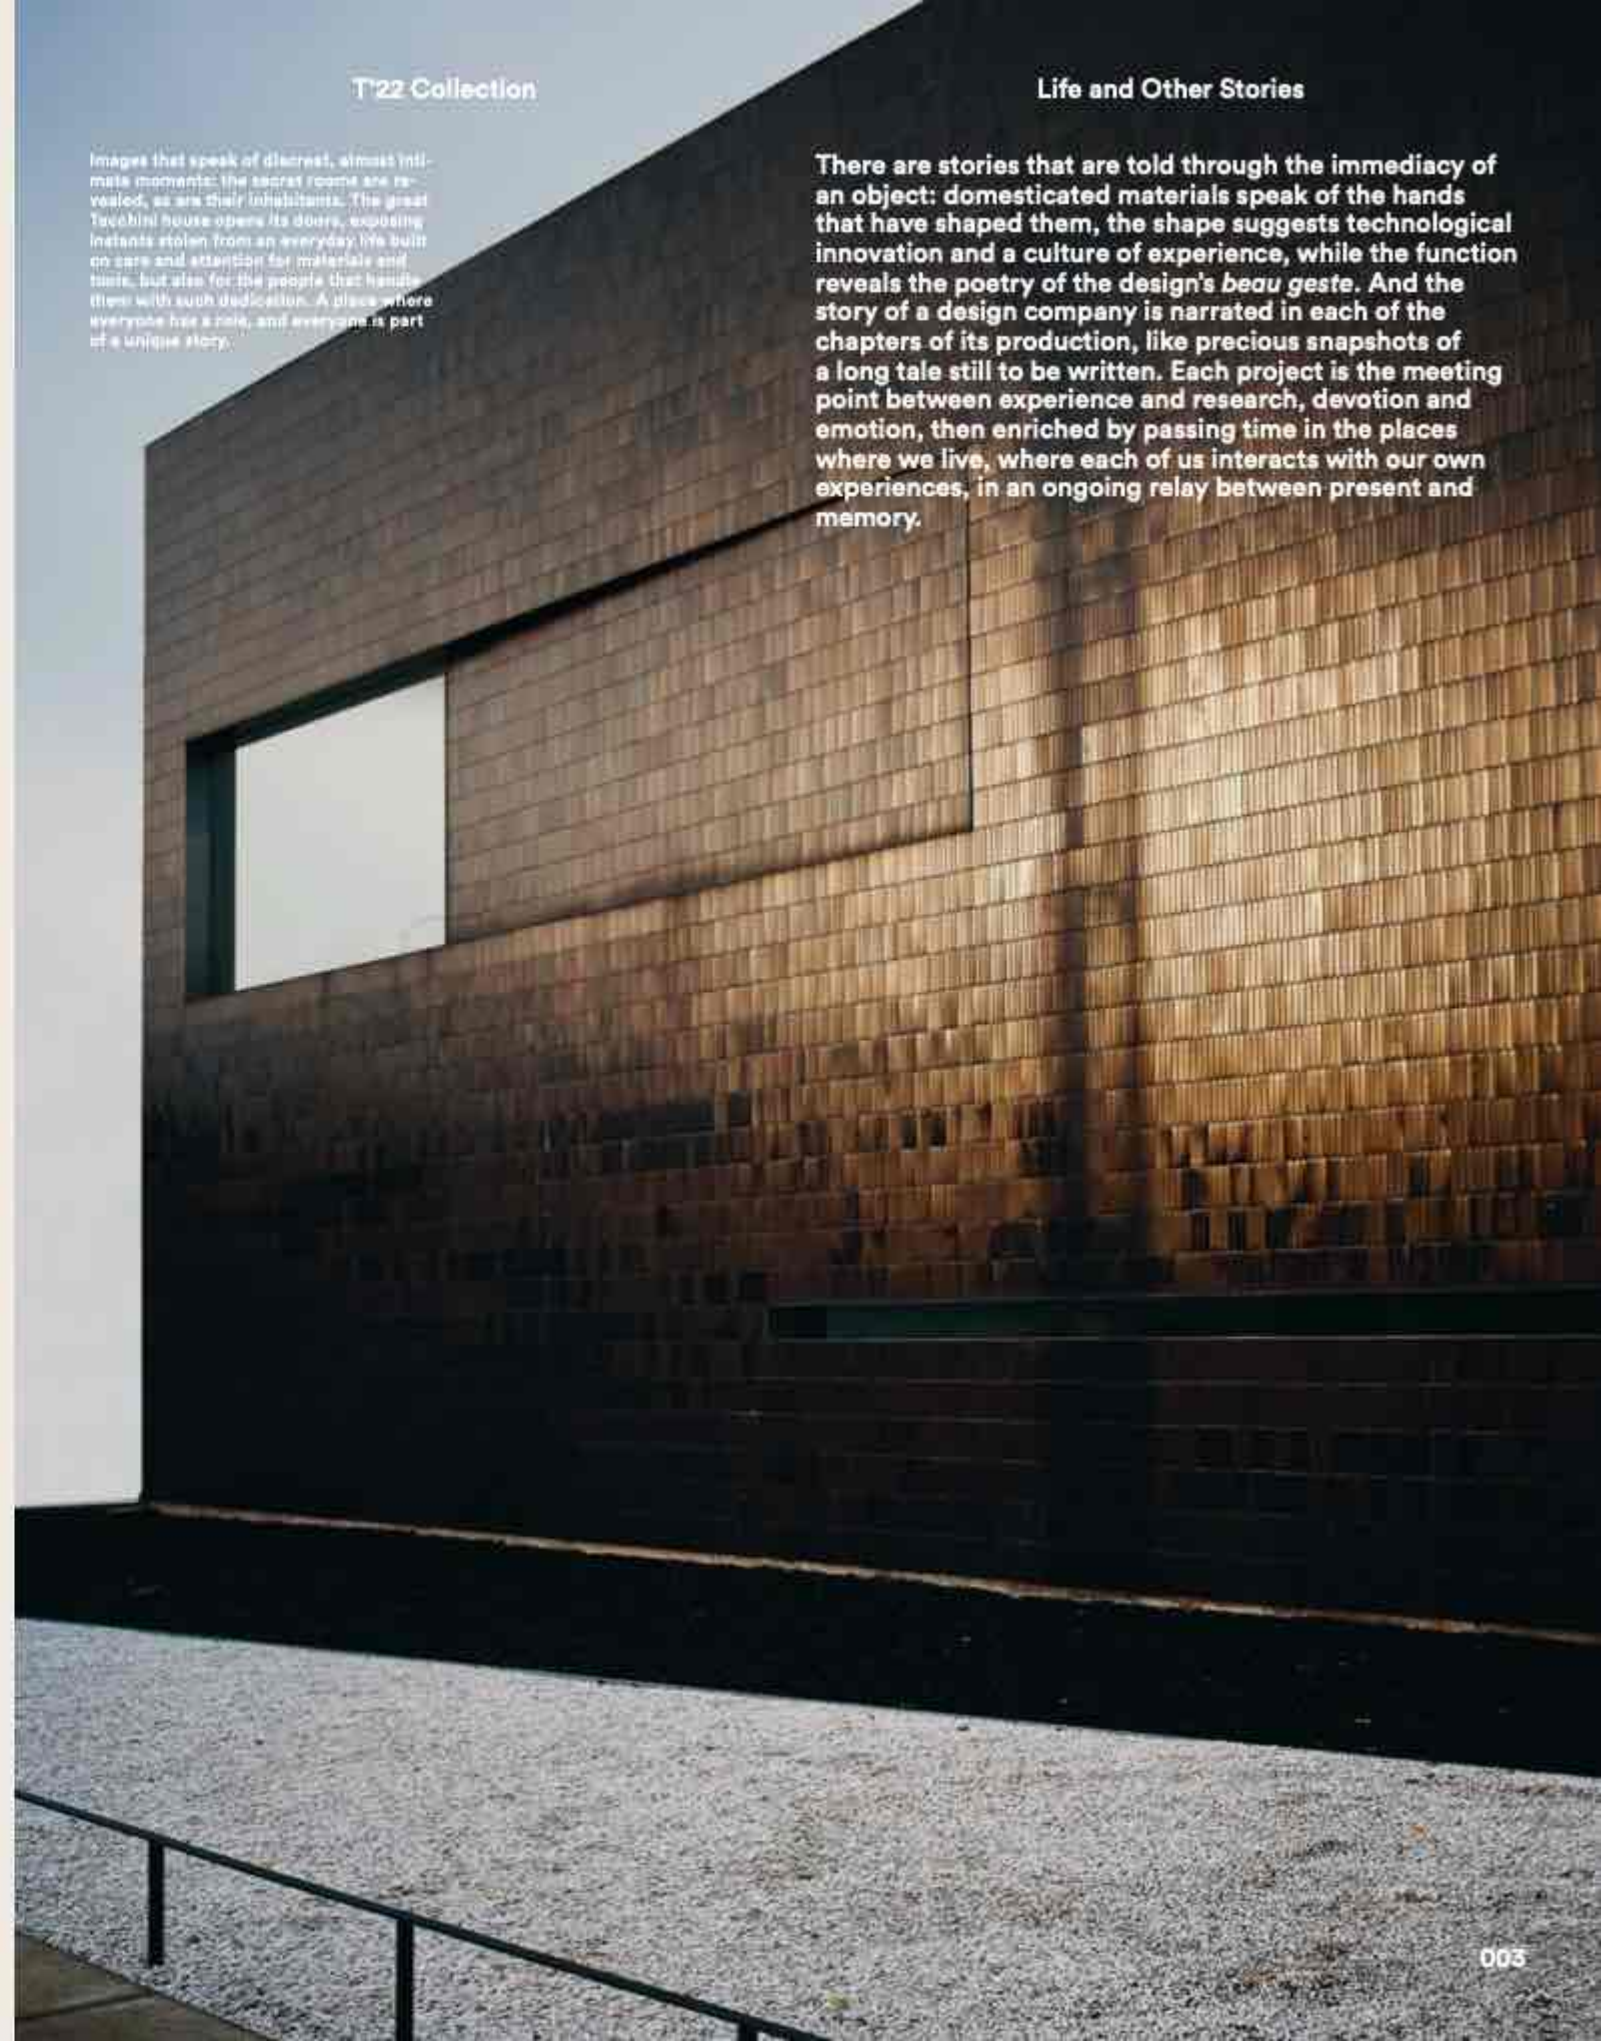 T'22 Collection
Images that speak of discreet, almost inti-
mate moments: the secret rooms are re-
vealed, as are their inhabitants. The great
Tacchini house opens its doors, exposing
instants stolen from an everyday life built
on care and attention for materials and
tools, but also for the people that handle
them with such dedication. A place where
everyone has a role, and everyone is part
of a unique story.
Life and Other Stories
There are stories that are told through the immediacy of
an object: domesticated materials speak of the hands
that have shaped them, the shape suggests technological
innovation and a culture of experience, while the function
reveals the poetry of the design's beau geste. And the
story of a design company is narrated in each of the
chapters of its production, like precious snapshots of
a long tale still to be written. Each project is the meeting
point between experience and research, devotion and
emotion, then enriched by passing time in the places
where we live, where each of us interacts with our own
experiences, in an ongoing relay between present and
memory.
003